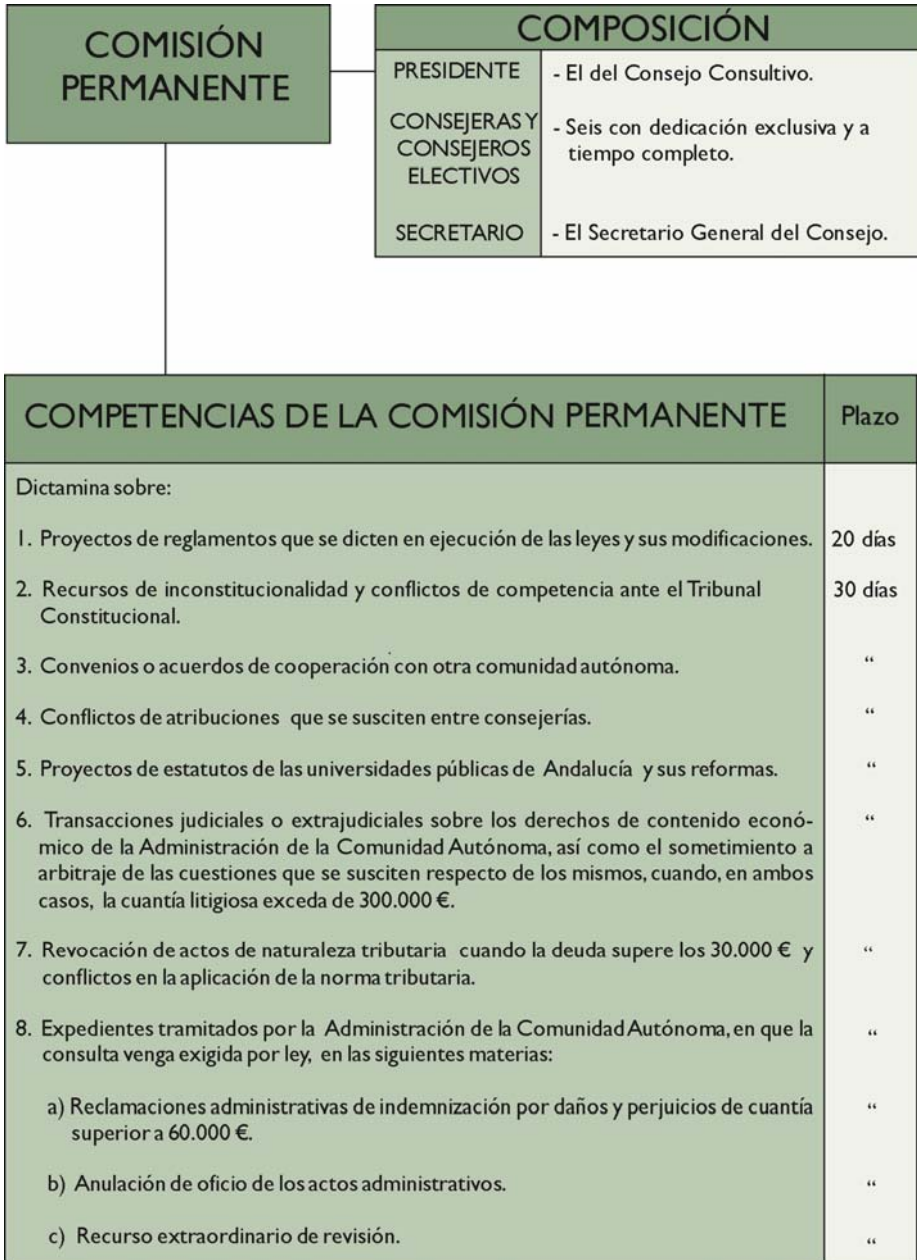 COMISIÓN
PERMANENTE
COMPOSICIÓN
PRESIDENTE - El del Consejo Consultivo.
CONSEJERAS Y
CONSEJEROS
ELECTIVOS
- Seis con dedicación exclusiva y a
tiempo completo.
SECRETARIO - El Secretario General del Consejo.
COMPETENCIAS DE LA COMISIÓN PERMANENTE Plazo
Dictamina sobre:
1. Proyectos de reglamentos que se dicten en ejecución de las leyes y sus modificaciones. 20 días
2. Recursos de inconstitucionalidad y conflictos de competencia ante el Tribunal 30 días
Constitucional.
3. Convenios o acuerdos de cooperación con otra comunidad autónoma. “
4. Conflictos de atribuciones que se susciten entre consejerías. “
5. Proyectos de estatutos de las universidades públicas de Andalucía y sus reformas. “
6. Transacciones judiciales o extrajudiciales sobre los derechos de contenido econó- “
mico de la Administración de la Comunidad Autónoma, así como el sometimiento a
arbitraje de las cuestiones que se susciten respecto de los mismos, cuando, en ambos
casos, la cuantía litigiosa exceda de 300.000 €.
7. Revocación de actos de naturaleza tributaria cuando la deuda supere los 30.000 € y “
conflictos en la aplicación de la norma tributaria.
8. Expedientes tramitados por la Administración de la Comunidad Autónoma, en que la “
consulta venga exigida por ley, en las siguientes materias:
a) Reclamaciones administrativas de indemnización por daños y perjuicios de cuantía “
superior a 60.000 €.
b) Anulación de oficio de los actos administrativos. “
c) Recurso extraordinario de revisión. “